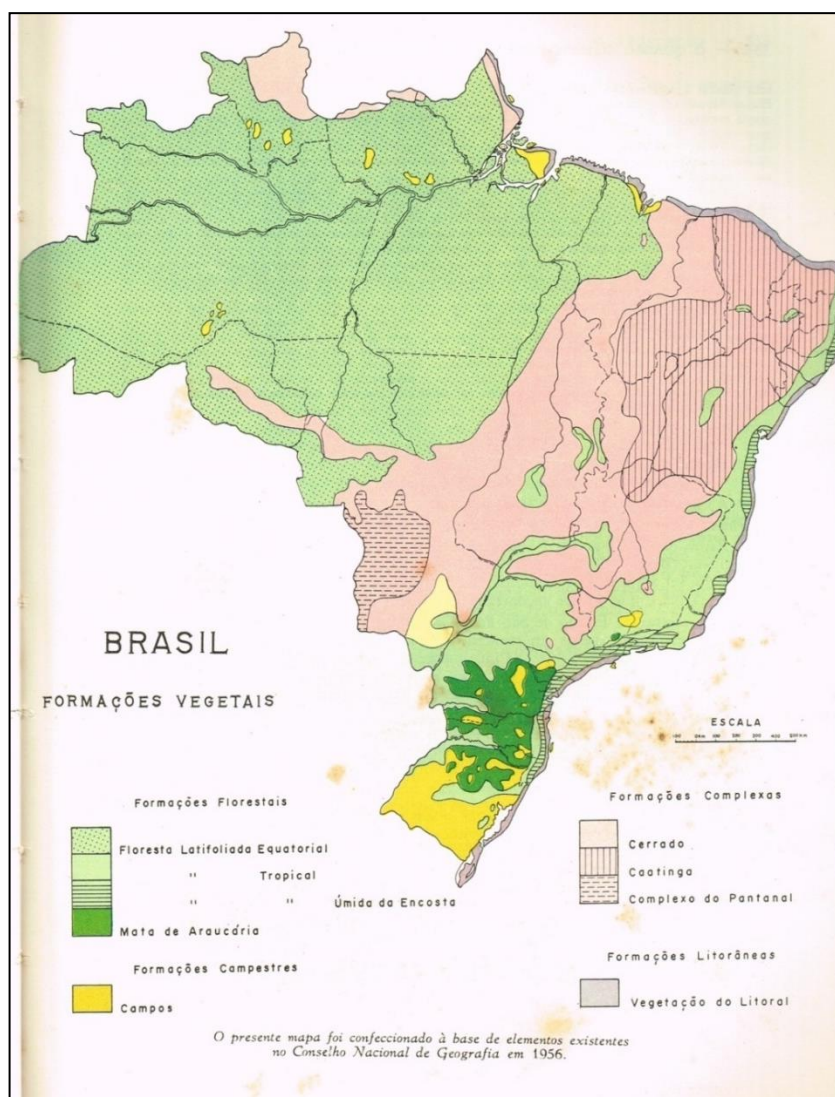 BRASIL
FORMAÇÕES VEGETAIS
ESCALA
Formações Florestais
Floresta Latifoliada Equatorial
" Tropical
" " Úmida da Encosta
Mata de Araucária
Formações Campestres
Campos
Formações Complexas
Cerrado
Caatinga
Complexo do Pantanal
Formações Litorâneas
Vegetação do Litoral
O presente mapa foi confeccionado à base de elementos existentes
no Conselho Nacional de Geografia em 1956.